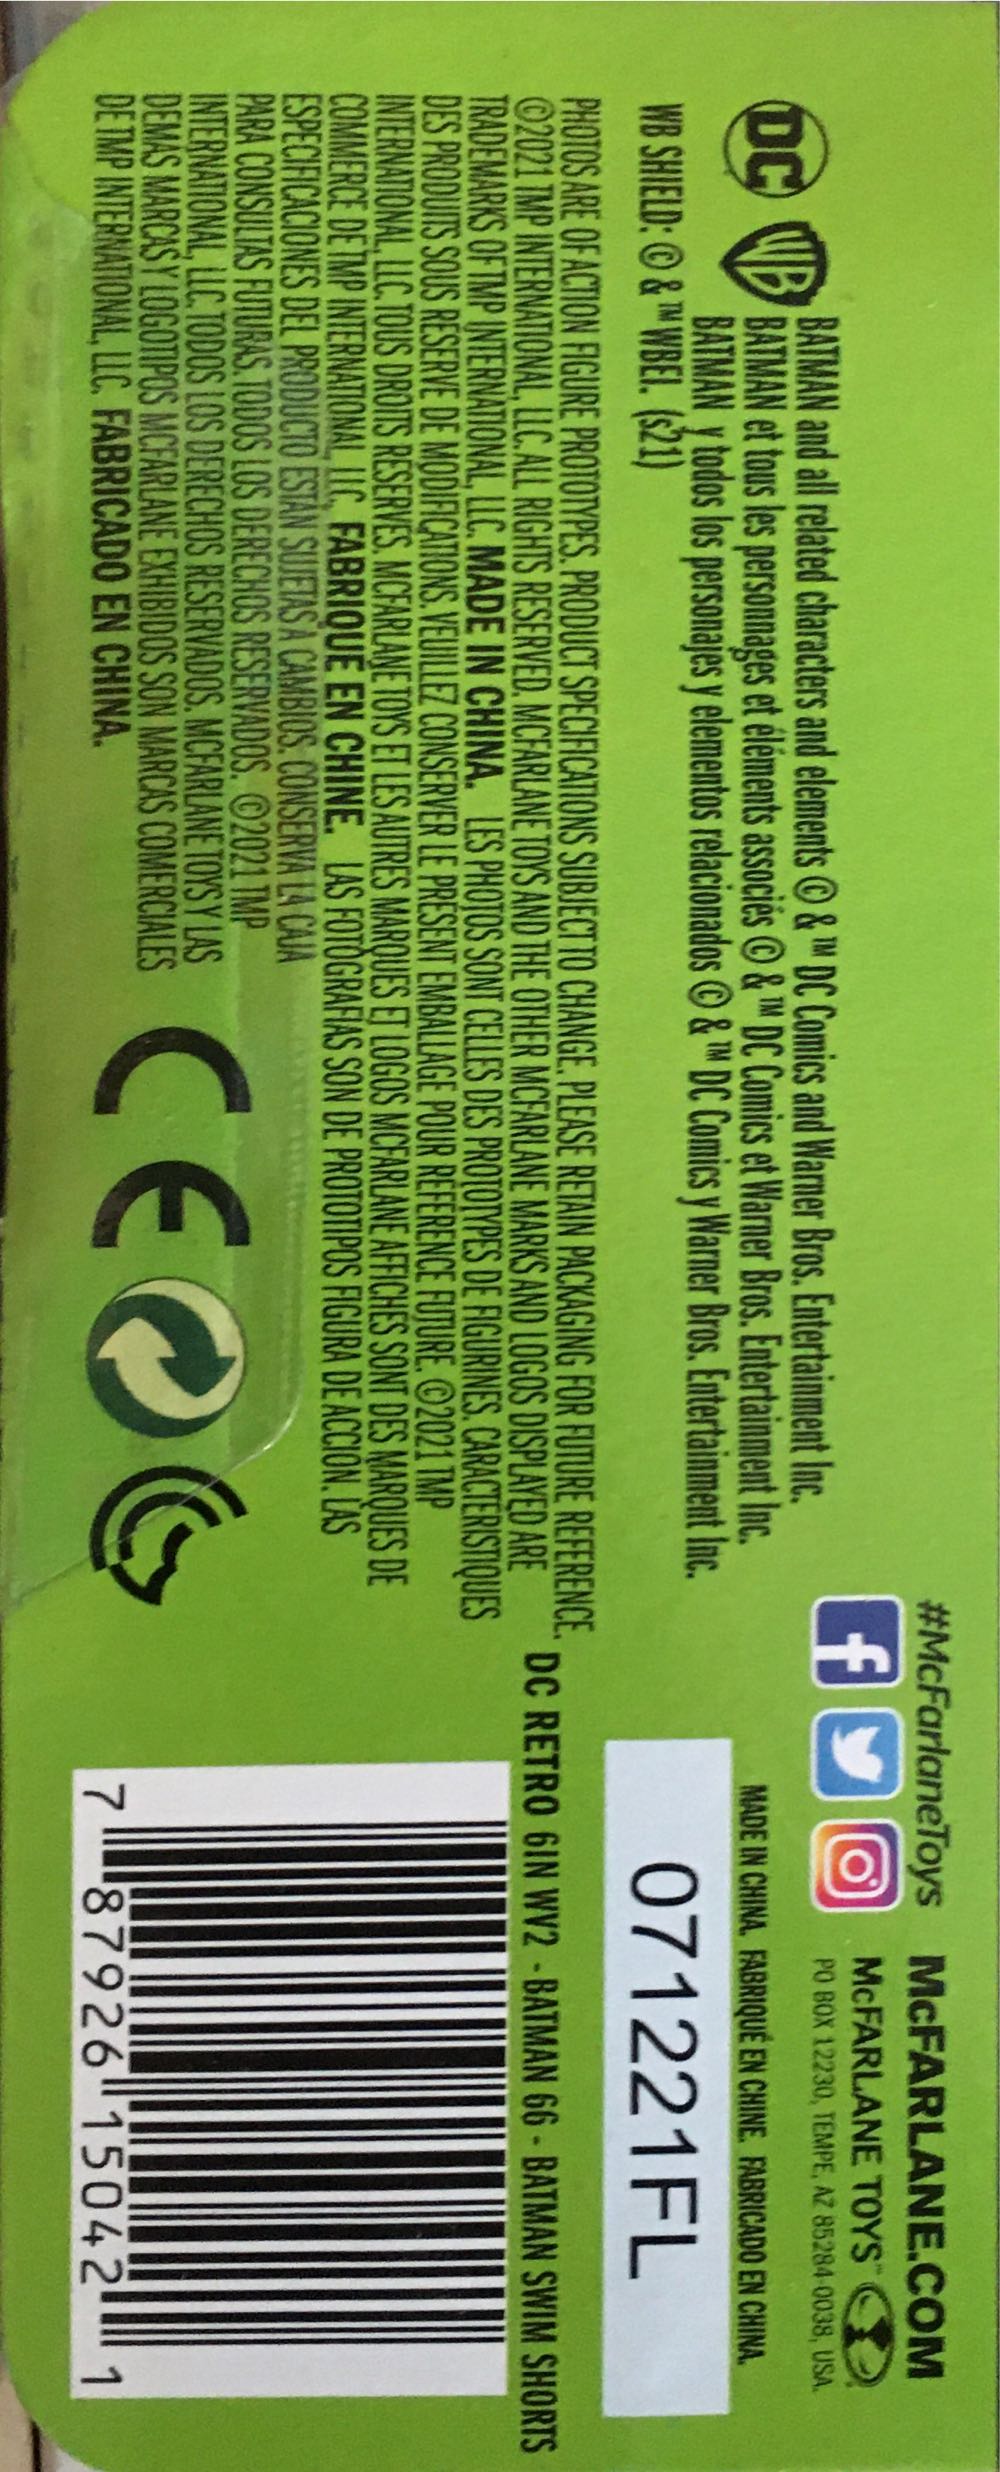 DC WB BATMAN and all related characters and elements © & ™ DC Comics and Warner Bros. Entertainment Inc.
BATMAN et tous les personnages et éléments associés © & ™ DC Comics et Warner Bros. Entertainment Inc.
BATMAN y todos los personajes y elementos relacionados © & ™ DC Comics y Warner Bros. Entertainment Inc.
WB SHIELD: © & ™ WBEI. (s21)
PHOTOS ARE OF ACTION FIGURE PROTOTYPES. PRODUCT SPECIFICATIONS SUBJECT TO CHANGE. PLEASE RETAIN PACKAGING FOR FUTURE REFERENCE.
©2021 TMP INTERNATIONAL, LLC. ALL RIGHTS RESERVED. MCFARLANE TOYS AND THE OTHER MCFARLANE MARKS AND LOGOS DISPLAYED ARE
TRADEMARKS OF TMP INTERNATIONAL, LLC. MADE IN CHINA. LES PHOTOS SONT CELLES DES PROTOTYPES DE FIGURINES. CARACTÉRISTIQUES
DES PRODUITS SOUS RÉSERVE DE MODIFICATIONS. VEUILLEZ CONSERVER LE PRÉSENT EMBALLAGE POUR RÉFÉRENCE FUTURE. ©2021 TMP
INTERNATIONAL, LLC. TOUS DROITS RÉSERVÉS. MCFARLANE TOYS ET LES AUTRES MARQUES ET LOGOS MCFARLANE AFFICHÉS SONT DES MARQUES DE
COMMERCE DE TMP INTERNATIONAL, LLC. FABRIQUÉ EN CHINE. LAS FOTOGRAFÍAS SON DE PROTOTIPOS FIGURA DE ACCIÓN. LAS
ESPECIFICACIONES DEL PRODUCTO ESTÁN SUJETAS A CAMBIOS. CONSERVA LA CAJA
PARA CONSULTAS FUTURAS. TODOS LOS DERECHOS RESERVADOS. ©2021 TMP
INTERNATIONAL, LLC. TODOS LOS DERECHOS RESERVADOS. MCFARLANE TOYS Y LAS
DEMÁS MARCAS Y LOGOTIPOS MCFARLANE EXHIBIDOS SON MARCAS COMERCIALES
DE TMP INTERNATIONAL, LLC. FABRICADO EN CHINA.
CE
#McFarlaneToys
McFARLANE.COM
McFARLANE TOYS™
PO BOX 12230, TEMPE, AZ 85284-0038, USA.
MADE IN CHINA. FABRIQUÉ EN CHINE. FABRICADO EN CHINA.
071221FL
DC RETRO 6IN WV2 - BATMAN 66 - BATMAN SWIM SHORTS
7 87926 15042 1